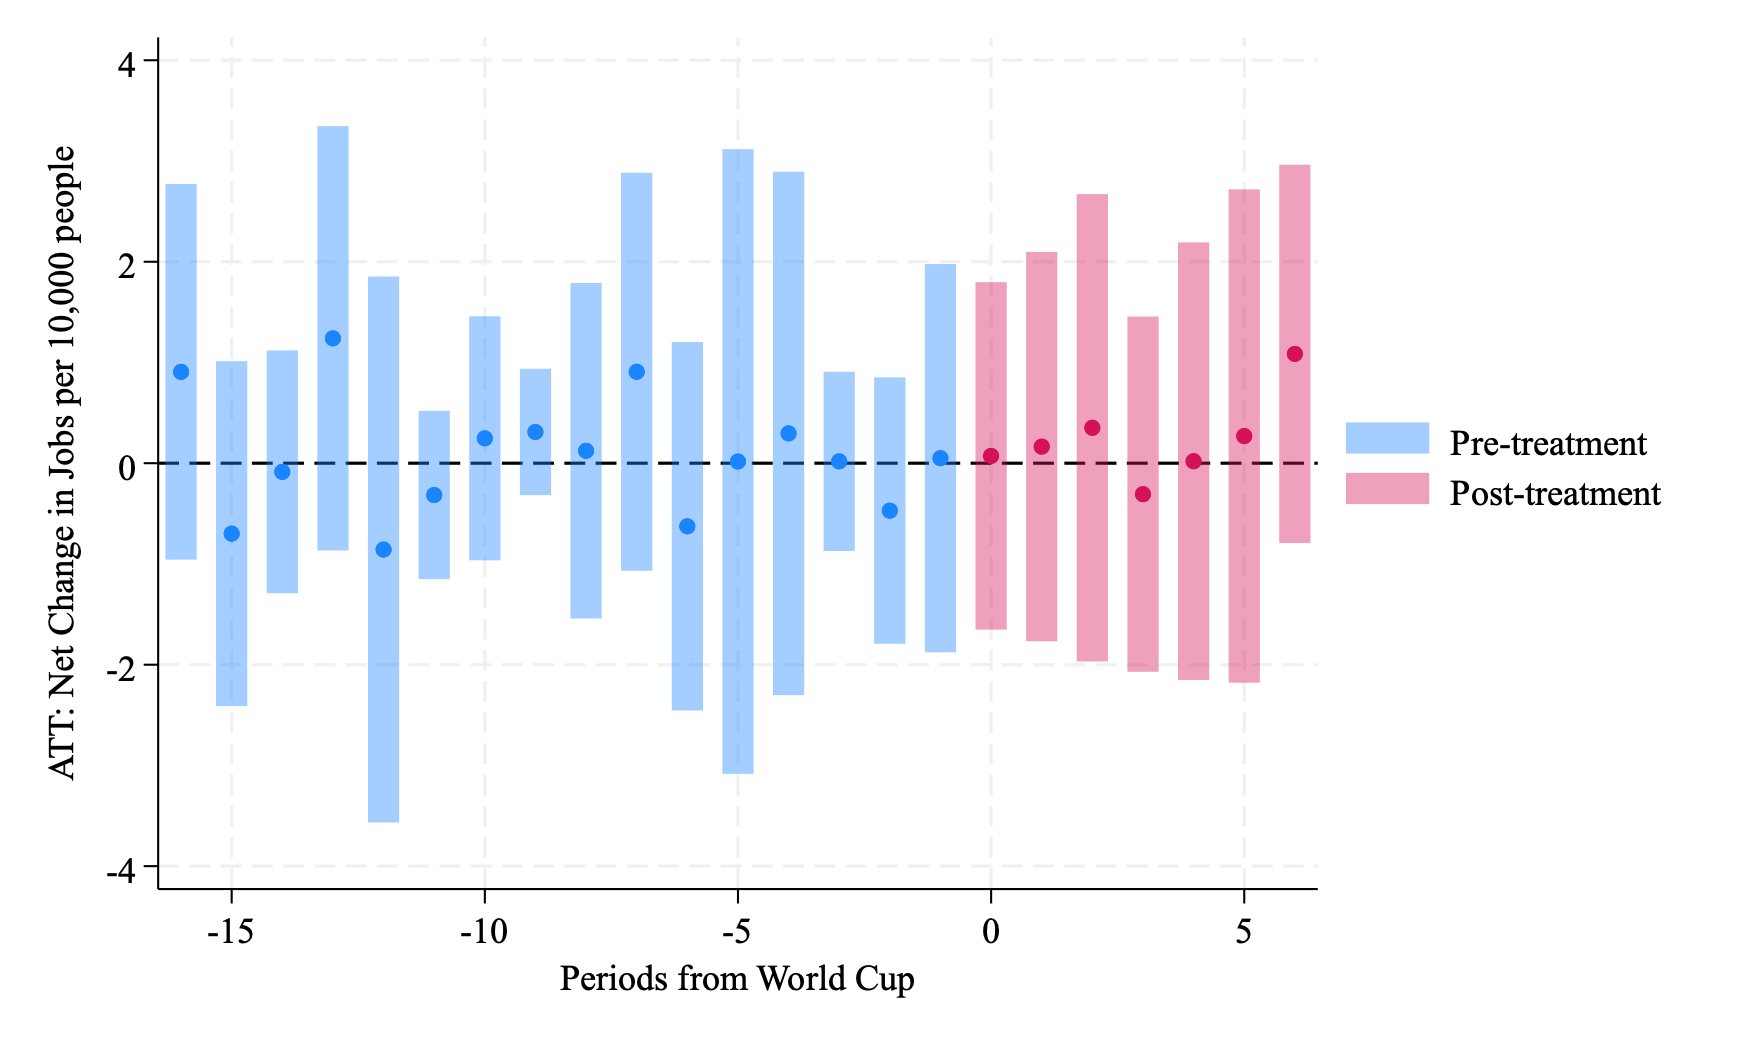 ATT: Net Change in Jobs per 10,000 people
4
2
0
-2
-4
-15 -10 -5 0 5
Periods from World Cup
Pre-treatment
Post-treatment